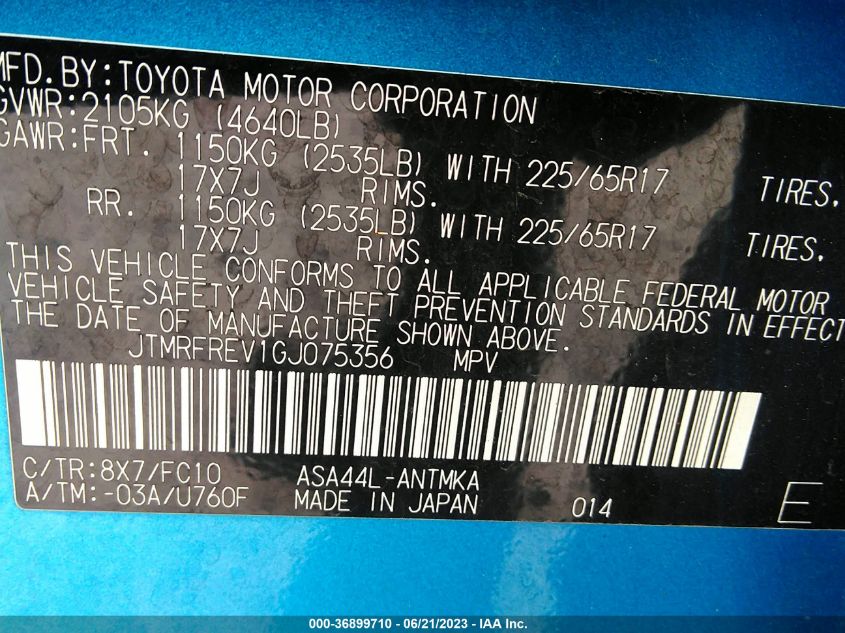 MFD. BY: TOYOTA MOTOR CORPORATION
GVWR: 2105KG (4640LB)
GAWR: FRT. 1150KG (2535LB) WITH 225/65R17 TIRES,
17X7J RIMS.
RR. 1150KG (2535LB) WITH 225/65R17 TIRES,
17X7J RIMS.
THIS VEHICLE CONFORMS TO ALL APPLICABLE FEDERAL MOTOR
VEHICLE SAFETY AND THEFT PREVENTION STANDARDS IN EFFECT
THE DATE OF MANUFACTURE SHOWN ABOVE.
JTMRFREV1GJ075356 MPV
C/TR: 8X7/FC10 ASA44L-ANTMKA
A/TM: -03A/U760F MADE IN JAPAN 014 E
000-36899710 - 06/21/2023 - IAA Inc.